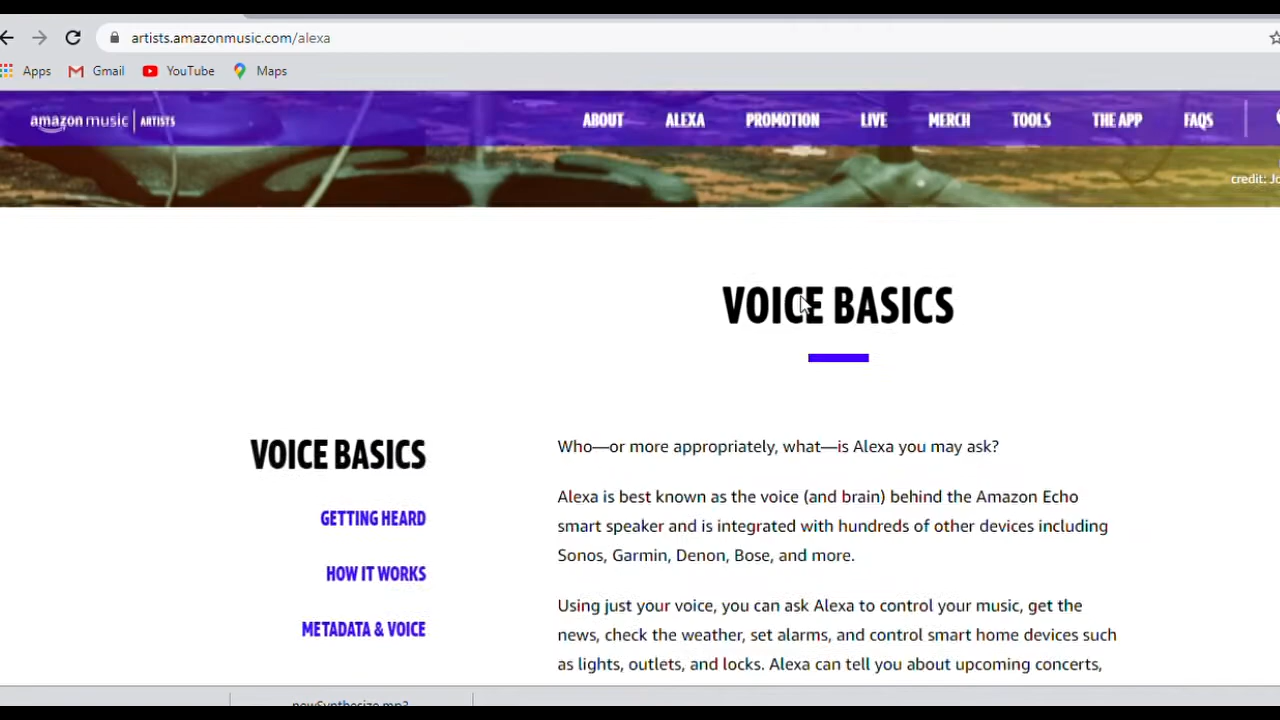 artists.amazonmusic.com/alexa
Apps Gmail YouTube Maps
amazon music ARTISTS ABOUT ALEXA PROMOTION LIVE MERCH TOOLS THE APP FAQS
credit:
VOICE BASICS
VOICE BASICS
GETTING HEARD
HOW IT WORKS
METADATA & VOICE
Who—or more appropriately, what—is Alexa you may ask?
Alexa is best known as the voice (and brain) behind the Amazon Echo
smart speaker and is integrated with hundreds of other devices including
Sonos, Garmin, Denon, Bose, and more.
Using just your voice, you can ask Alexa to control your music, get the
news, check the weather, set alarms, and control smart home devices such
as lights, outlets, and locks. Alexa can tell you about upcoming concerts,
newSynthesize.mp3